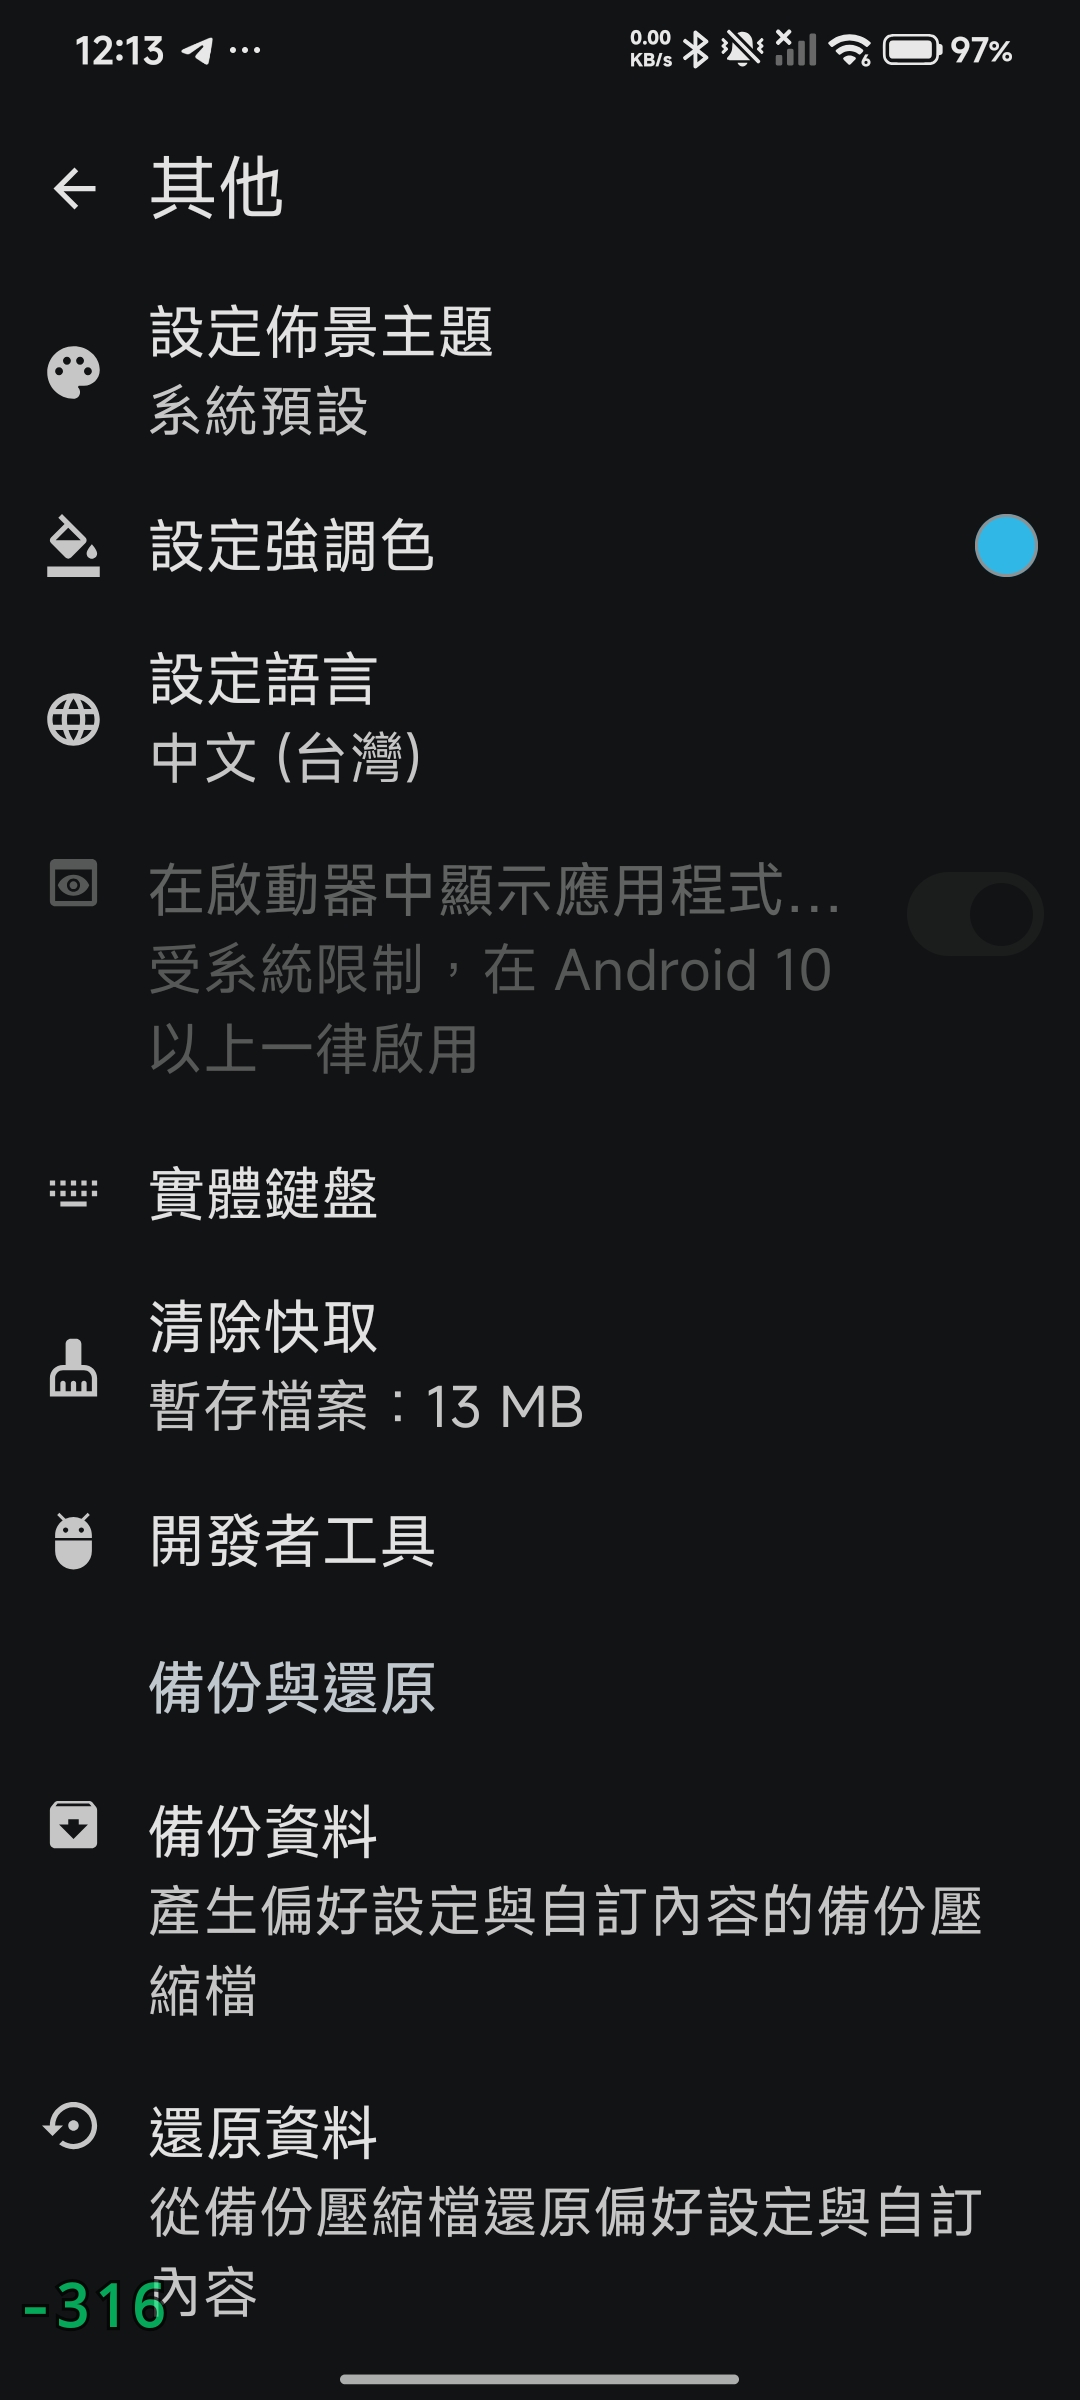 12:13
0.00
KB/s
6
97%
其他
設定佈景主題
系統預設
設定強調色
設定語言
中文 (台灣)
在啟動器中顯示應用程式...
受系統限制，在 Android 10
以上一律啟用
實體鍵盤
清除快取
暫存檔案：13 MB
開發者工具
備份與還原
備份資料
產生偏好設定與自訂內容的備份壓
縮檔
還原資料
從備份壓縮檔還原偏好設定與自訂
內容
-316